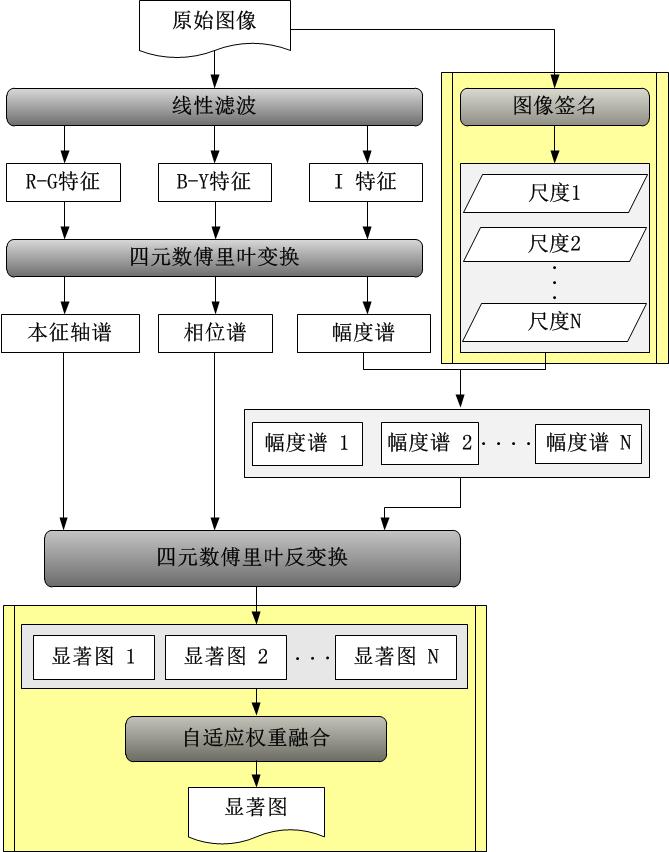 原始图像
线性滤波
图像签名
R-G特征
B-Y特征
I 特征
尺度1
尺度2
尺度N
四元数傅里叶变换
本征轴谱
相位谱
幅度谱
幅度谱 1
幅度谱 2
幅度谱 N
四元数傅里叶反变换
显著图 1
显著图 2
显著图 N
自适应权重融合
显著图